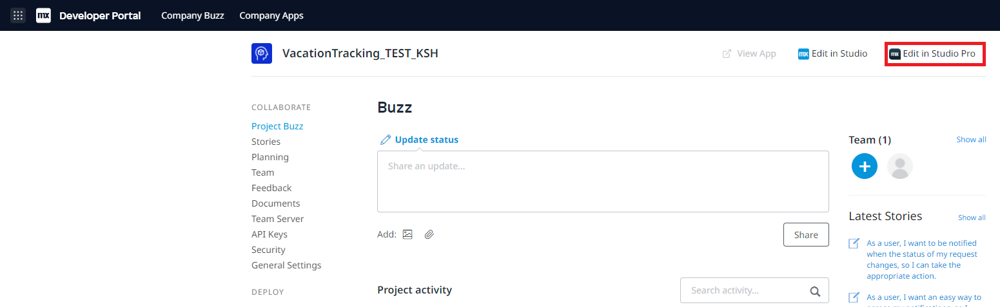 mx Developer Portal Company Buzz Company Apps
VacationTracking_TEST_KSH
View App mx Edit in Studio mx Edit in Studio Pro
COLLABORATE
Project Buzz
Stories
Planning
Team
Feedback
Documents
Team Server
API Keys
Security
General Settings
DEPLOY
Buzz
Update status
Share an update...
Add:
Share
Project activity
Search activity...
Team (1) Show all
Latest Stories Show all
As a user, I want to be notified
when the status of my request
changes, so I can take the
appropriate action.
As a user, I want an easy way to